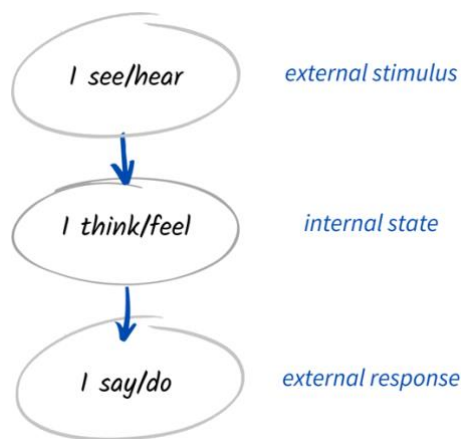 I see/hear
external stimulus
I think/feel
internal state
I say/do
external response